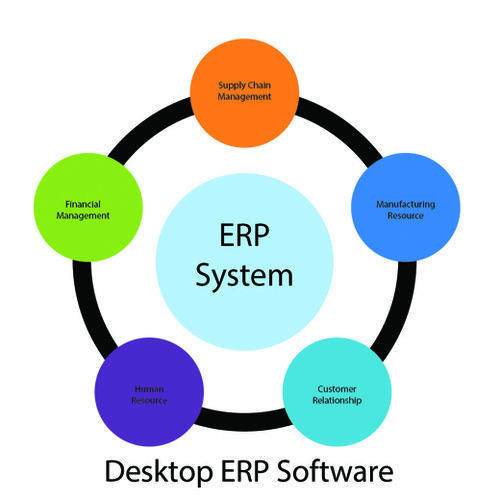 Supply Chain
Management
Financial
Management
Manufacturing
Resource
ERP
System
Human
Resource
Customer
Relationship
Desktop ERP Software